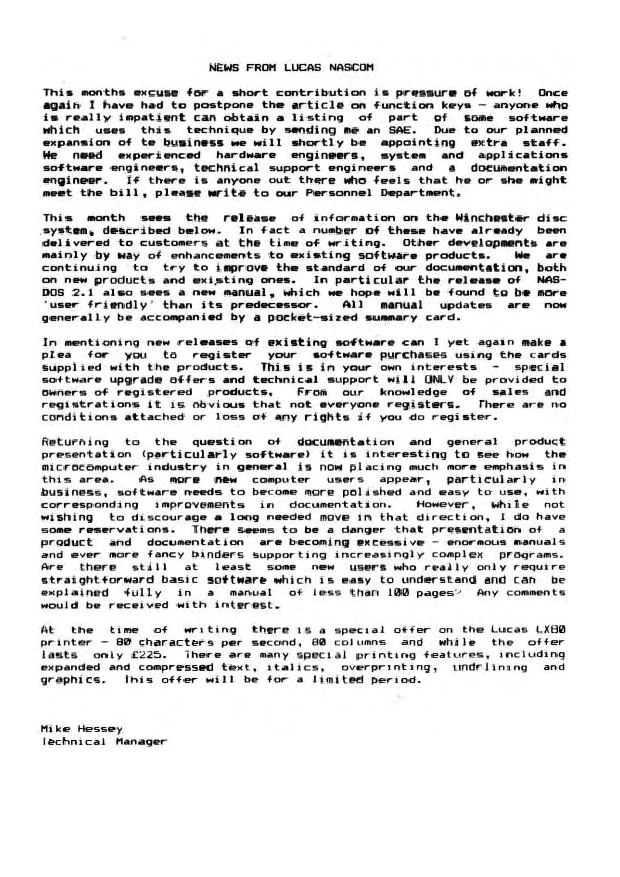 NEWS FROM LUCAS NASCOM
This months excuse for a short contribution is pressure of work! Once
again I have had to postpone the article on function keys - anyone who
is really impatient can obtain a listing of part of some software
which uses this technique by sending me an SAE. Due to our planned
expansion of te business we will shortly be appointing extra staff.
We need experienced hardware engineers, system and applications
software engineers, technical support engineers and a documentation
engineer. If there is anyone out there who feels that he or she might
meet the bill, please write to our Personnel Department.
This month sees the release of information on the Winchester disc
system, described below. In fact a number of these have already been
delivered to customers at the time of writing. Other developments are
mainly by way of enhancements to existing software products. We are
continuing to try to improve the standard of our documentation, both
on new products and existing ones. In particular the release of NAS-
DOS 2.1 also sees a new manual, which we hope will be found to be more
'user friendly' than its predecessor. All manual updates are now
generally be accompanied by a pocket-sized summary card.
In mentioning new releases of existing software can I yet again make a
plea for you to register your software purchases using the cards
supplied with the products. This is in your own interests - special
software upgrade offers and technical support will ONLY be provided to
owners of registered products. From our knowledge of sales and
registrations it is obvious that not everyone registers. There are no
conditions attached or loss of any rights if you do register.
Returning to the question of documentation and general product
presentation (particularly software) it is interesting to see how the
microcomputer industry in general is now placing much more emphasis in
this area. As more new computer users appear, particularly in
business, software needs to become more polished and easy to use, with
corresponding improvements in documentation. However, while not
wishing to discourage a long needed move in that direction, I do have
some reservations. There seems to be a danger that presentation of a
product and documentation are becoming excessive - enormous manuals
and ever more fancy binders supporting increasingly complex programs.
Are there still at least some new users who really only require
straightforward basic software which is easy to understand and can be
explained fully in a manual of less than 100 pages? Any comments
would be received with interest.
At the time of writing there is a special offer on the Lucas LX80
printer - 80 characters per second, 80 columns and while the offer
lasts only £225. There are many special printing features, including
expanded and compressed text, italics, overprinting, undrlining and
graphics. This offer will be for a limited period.
Mike Hessey
Technical Manager